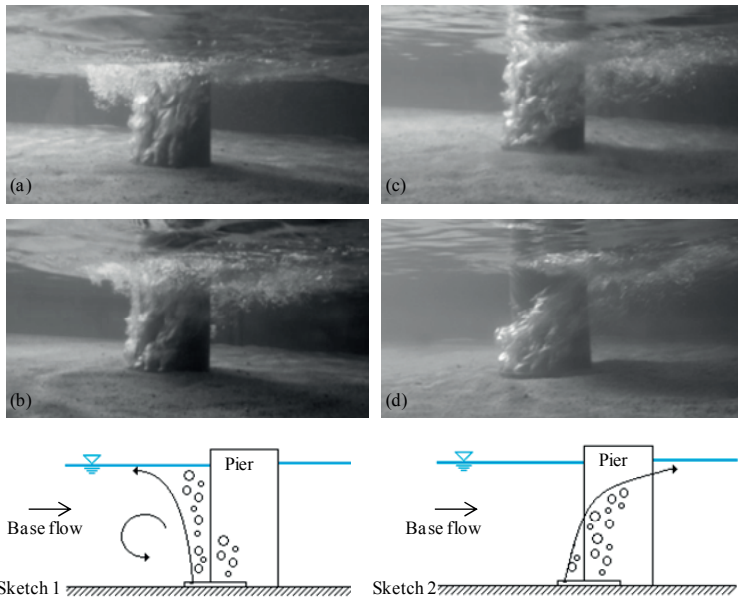 (a)
(c)
(b)
(d)
Pier
Base flow
Sketch 1
Pier
Base flow
Sketch 2